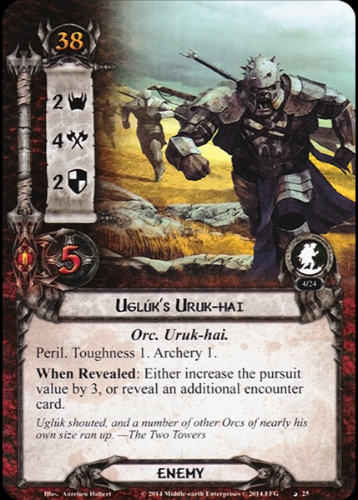 38
2
4
2
5
4/24
Uglúk's Uruk-hai
Orc. Uruk-hai.
Peril. Toughness 1. Archery 1.
When Revealed: Either increase the pursuit
value by 3, or reveal an additional encounter
card.
Uglúk shouted, and a number of other Orcs of nearly his
own size ran up. —The Two Towers
ENEMY
Illus. Aurelien Hubert
© 2014 Middle-earth Enterprises © 2014 FFG
25